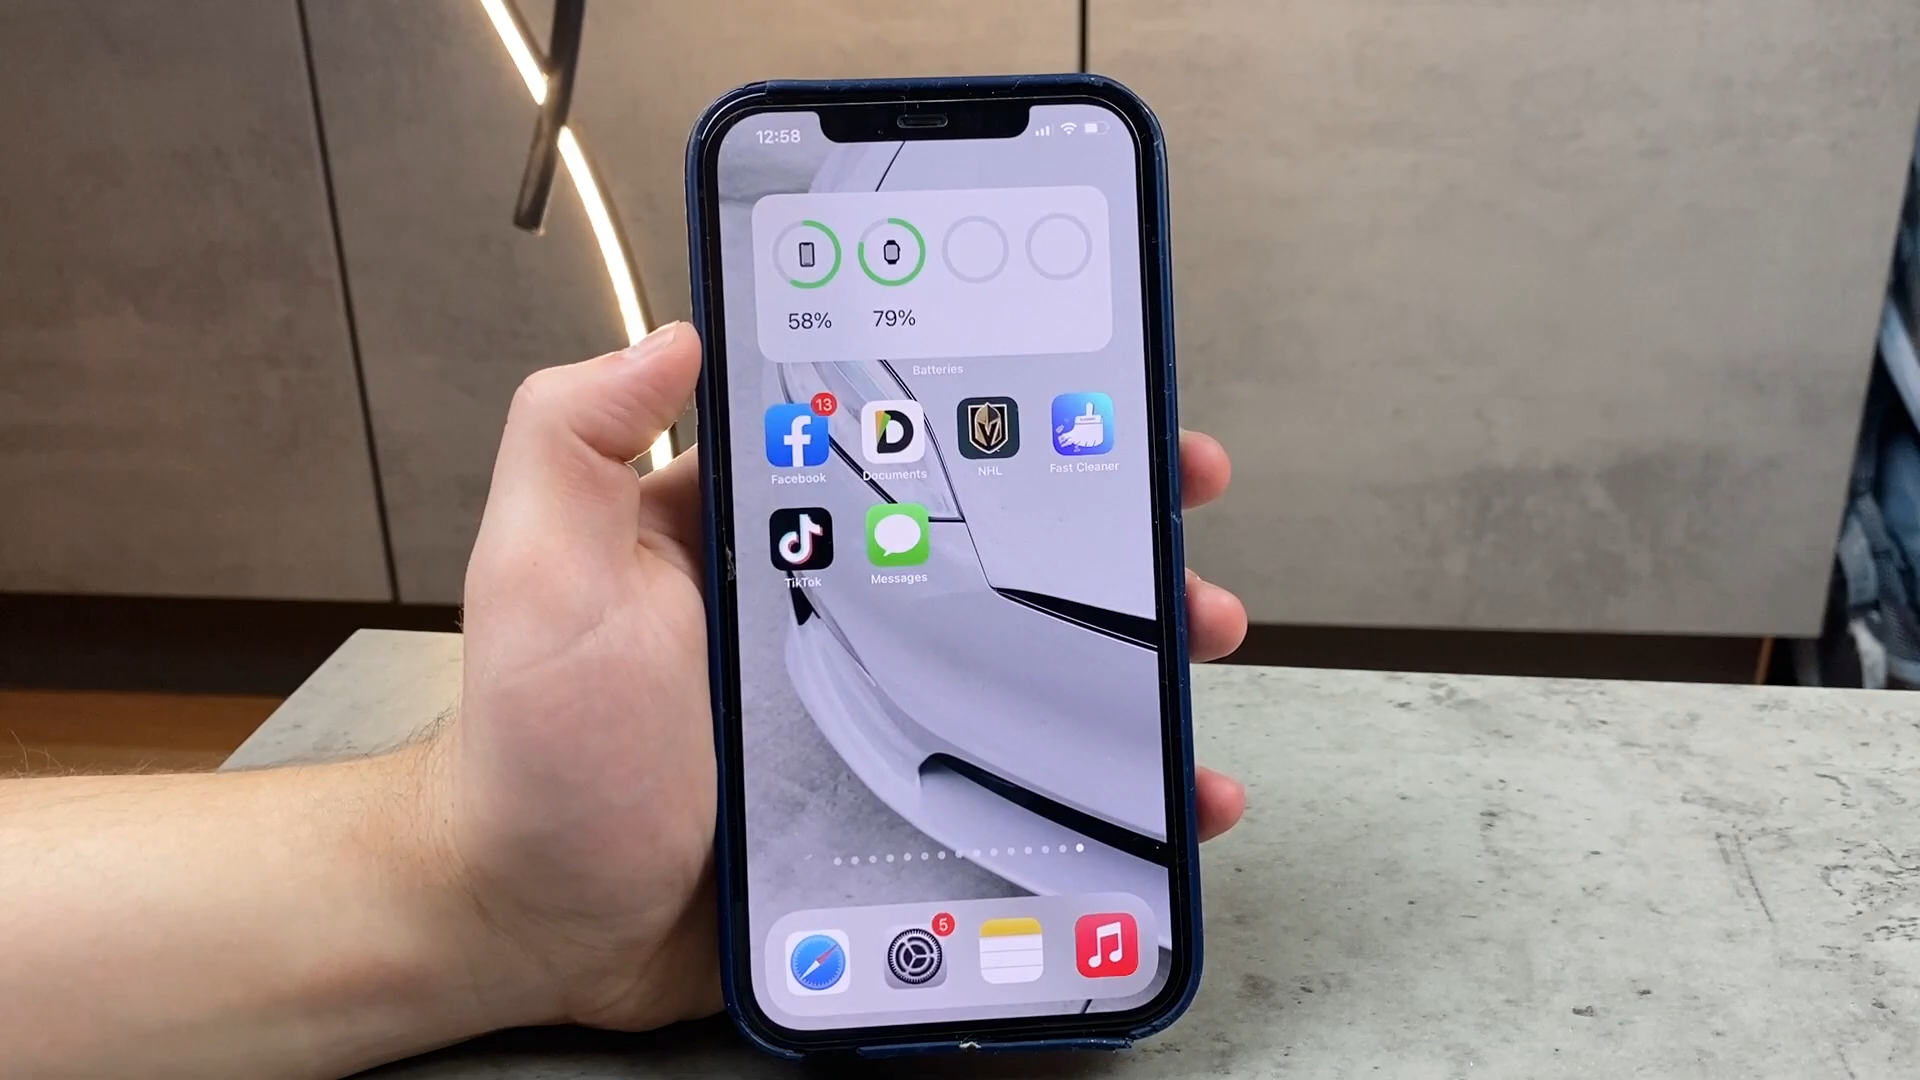 12:58
58% 79%
Batteries
13
Facebook Documents NHL Fast Cleaner
TikTok Messages
5